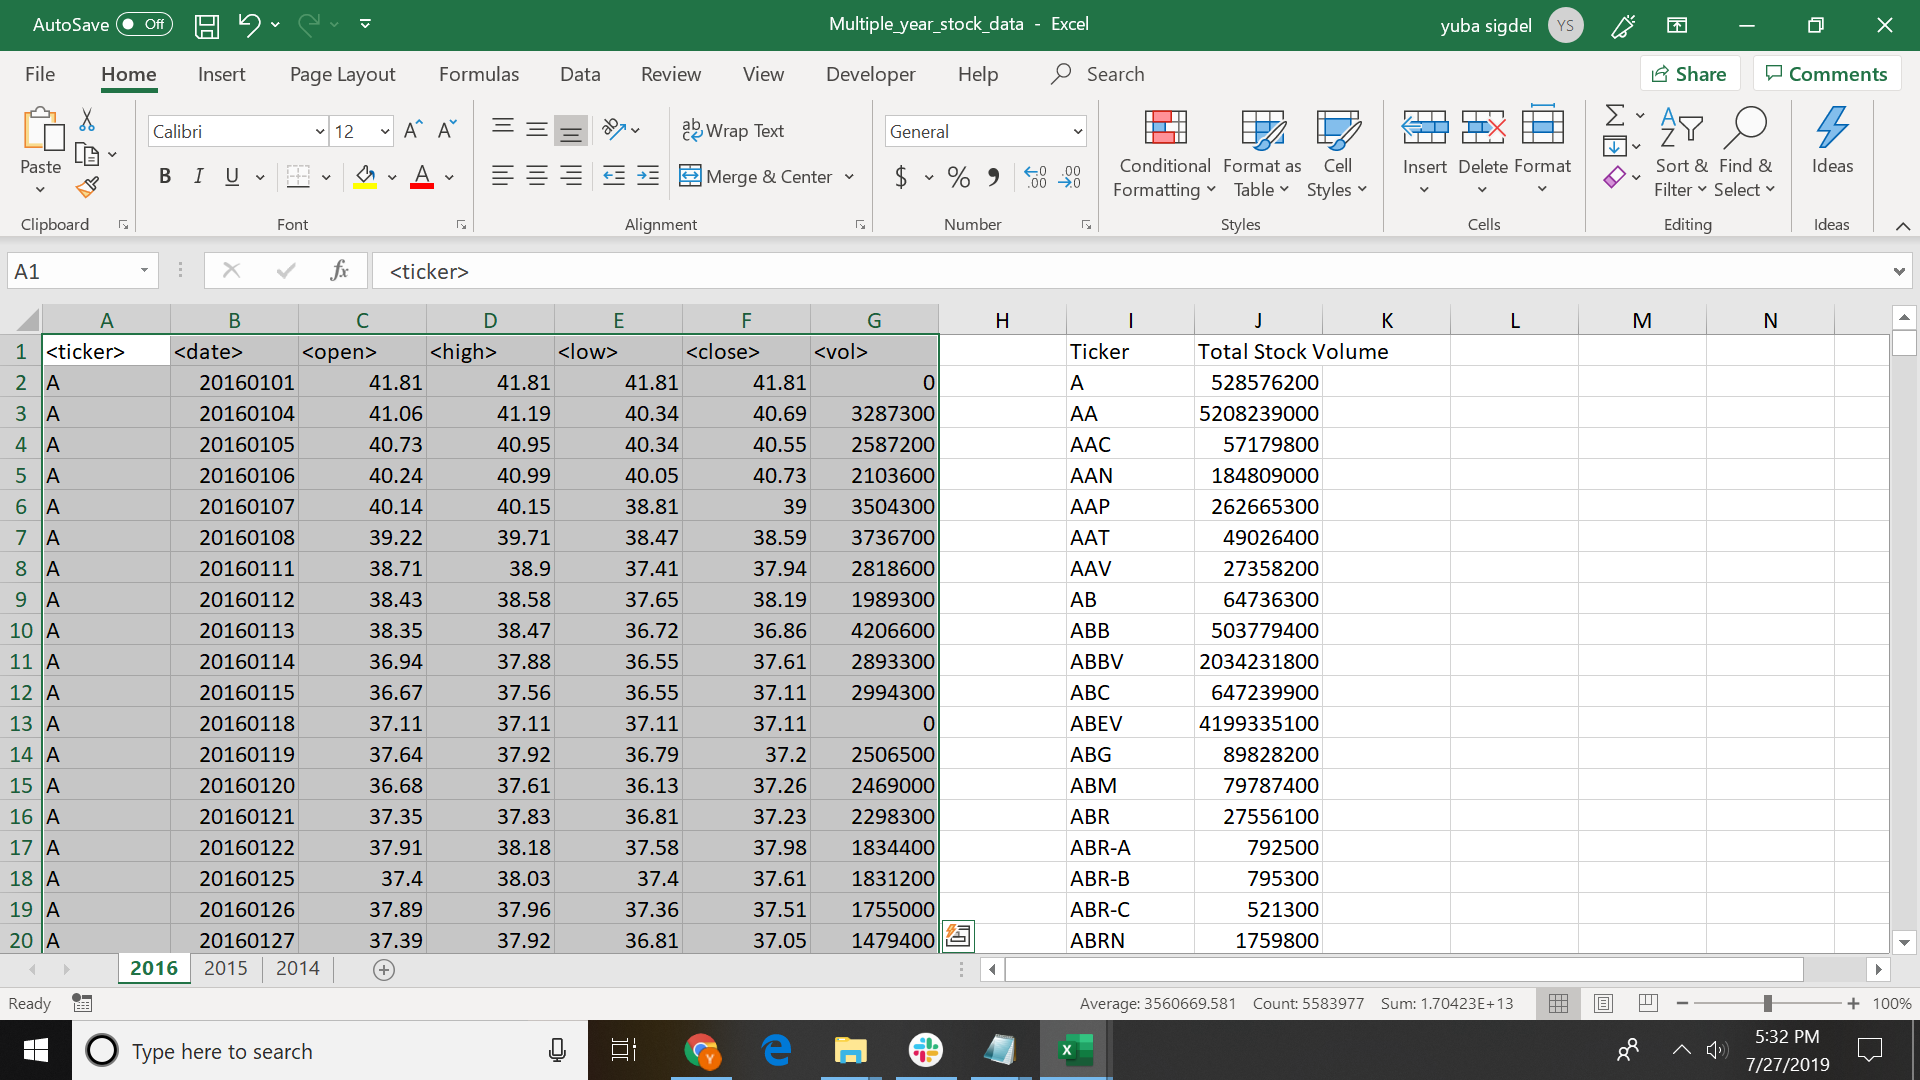 AutoSave Off Multiple_year_stock_data - Excel yuba sigdel YS
File Home Insert Page Layout Formulas Data Review View Developer Help Search Share Comments
Paste Calibri 12 A A ab Wrap Text General Conditional Formatting Format as Table Cell Styles Insert Delete Format Sort & Filter Find & Select Ideas
B I U A Merge & Center $ % 9 .00 .00
Clipboard Font Alignment Number Styles Cells Editing Ideas
A1 fx <ticker>
A B C D E F G H I J K L M N
1 <ticker> <date> <open> <high> <low> <close> <vol> Ticker Total Stock Volume
2 A 20160101 41.81 41.81 41.81 41.81 0 A 528576200
3 A 20160104 41.06 41.19 40.34 40.69 3287300 AA 5208239000
4 A 20160105 40.73 40.95 40.34 40.55 2587200 AAC 57179800
5 A 20160106 40.24 40.99 40.05 40.73 2103600 AAN 184809000
6 A 20160107 40.14 40.15 38.81 39 3504300 AAP 262665300
7 A 20160108 39.22 39.71 38.47 38.59 3736700 AAT 49026400
8 A 20160111 38.71 38.9 37.41 37.94 2818600 AAV 27358200
9 A 20160112 38.43 38.58 37.65 38.19 1989300 AB 64736300
10 A 20160113 38.35 38.47 36.72 36.86 4206600 ABB 503779400
11 A 20160114 36.94 37.88 36.55 37.61 2893300 ABBV 2034231800
12 A 20160115 36.67 37.56 36.55 37.11 2994300 ABC 647239900
13 A 20160118 37.11 37.11 37.11 37.11 0 ABEV 4199335100
14 A 20160119 37.64 37.92 36.79 37.2 2506500 ABG 89828200
15 A 20160120 36.68 37.61 36.13 37.26 2469000 ABM 79787400
16 A 20160121 37.35 37.83 36.81 37.23 2298300 ABR 27556100
17 A 20160122 37.91 38.18 37.58 37.98 1834400 ABR-A 792500
18 A 20160125 37.4 38.03 37.4 37.61 1831200 ABR-B 795300
19 A 20160126 37.89 37.96 37.36 37.51 1755000 ABR-C 521300
20 A 20160127 37.39 37.92 36.81 37.05 1479400 ABRN 1759800
2016 2015 2014
Ready Average: 3560669.581 Count: 5583977 Sum: 1.70423E+13 100%
Type here to search 5:32 PM
7/27/2019